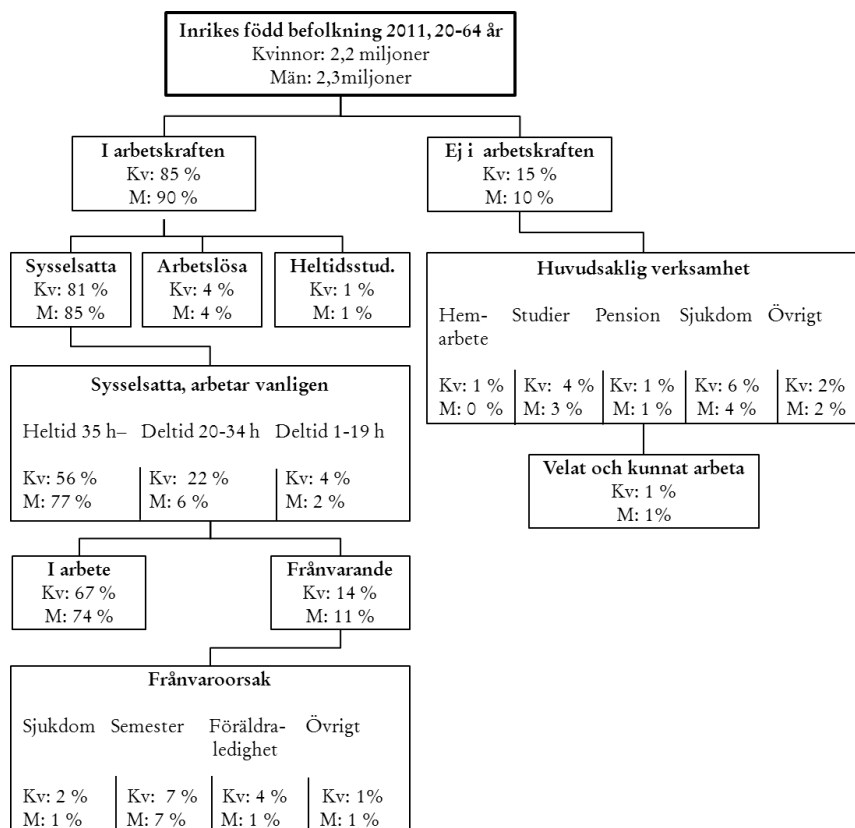 Inrikes född befolkning 2011, 20-64 år
Kvinnor: 2,2 miljoner
Män: 2,3miljoner
I arbetskraften
Kv: 85 %
M: 90 %
Ej i arbetskraften
Kv: 15 %
M: 10 %
Sysselsatta
Kv: 81 %
M: 85 %
Arbetslösa
Kv: 4 %
M: 4 %
Heltidsstud.
Kv: 1 %
M: 1 %
Huvudsaklig verksamhet
Hem- Studier Pension Sjukdom Övrigt
arbete
Kv: 1 % Kv: 4 % Kv: 1 % Kv: 6 % Kv: 2%
M: 0 % M: 3 % M: 1 % M: 4 % M: 2 %
Sysselsatta, arbetar vanligen
Heltid 35 h– Deltid 20-34 h Deltid 1-19 h
Kv: 56 % Kv: 22 % Kv: 4 %
M: 77 % M: 6 % M: 2 %
Velat och kunnat arbeta
Kv: 1 %
M: 1%
I arbete
Kv: 67 %
M: 74 %
Frånvarande
Kv: 14 %
M: 11 %
Frånvaroorsak
Sjukdom Semester Föräldra- Övrigt
ledighet
Kv: 2 % Kv: 7 % Kv: 4 % Kv: 1%
M: 1 % M: 7 % M: 1 % M: 1 %